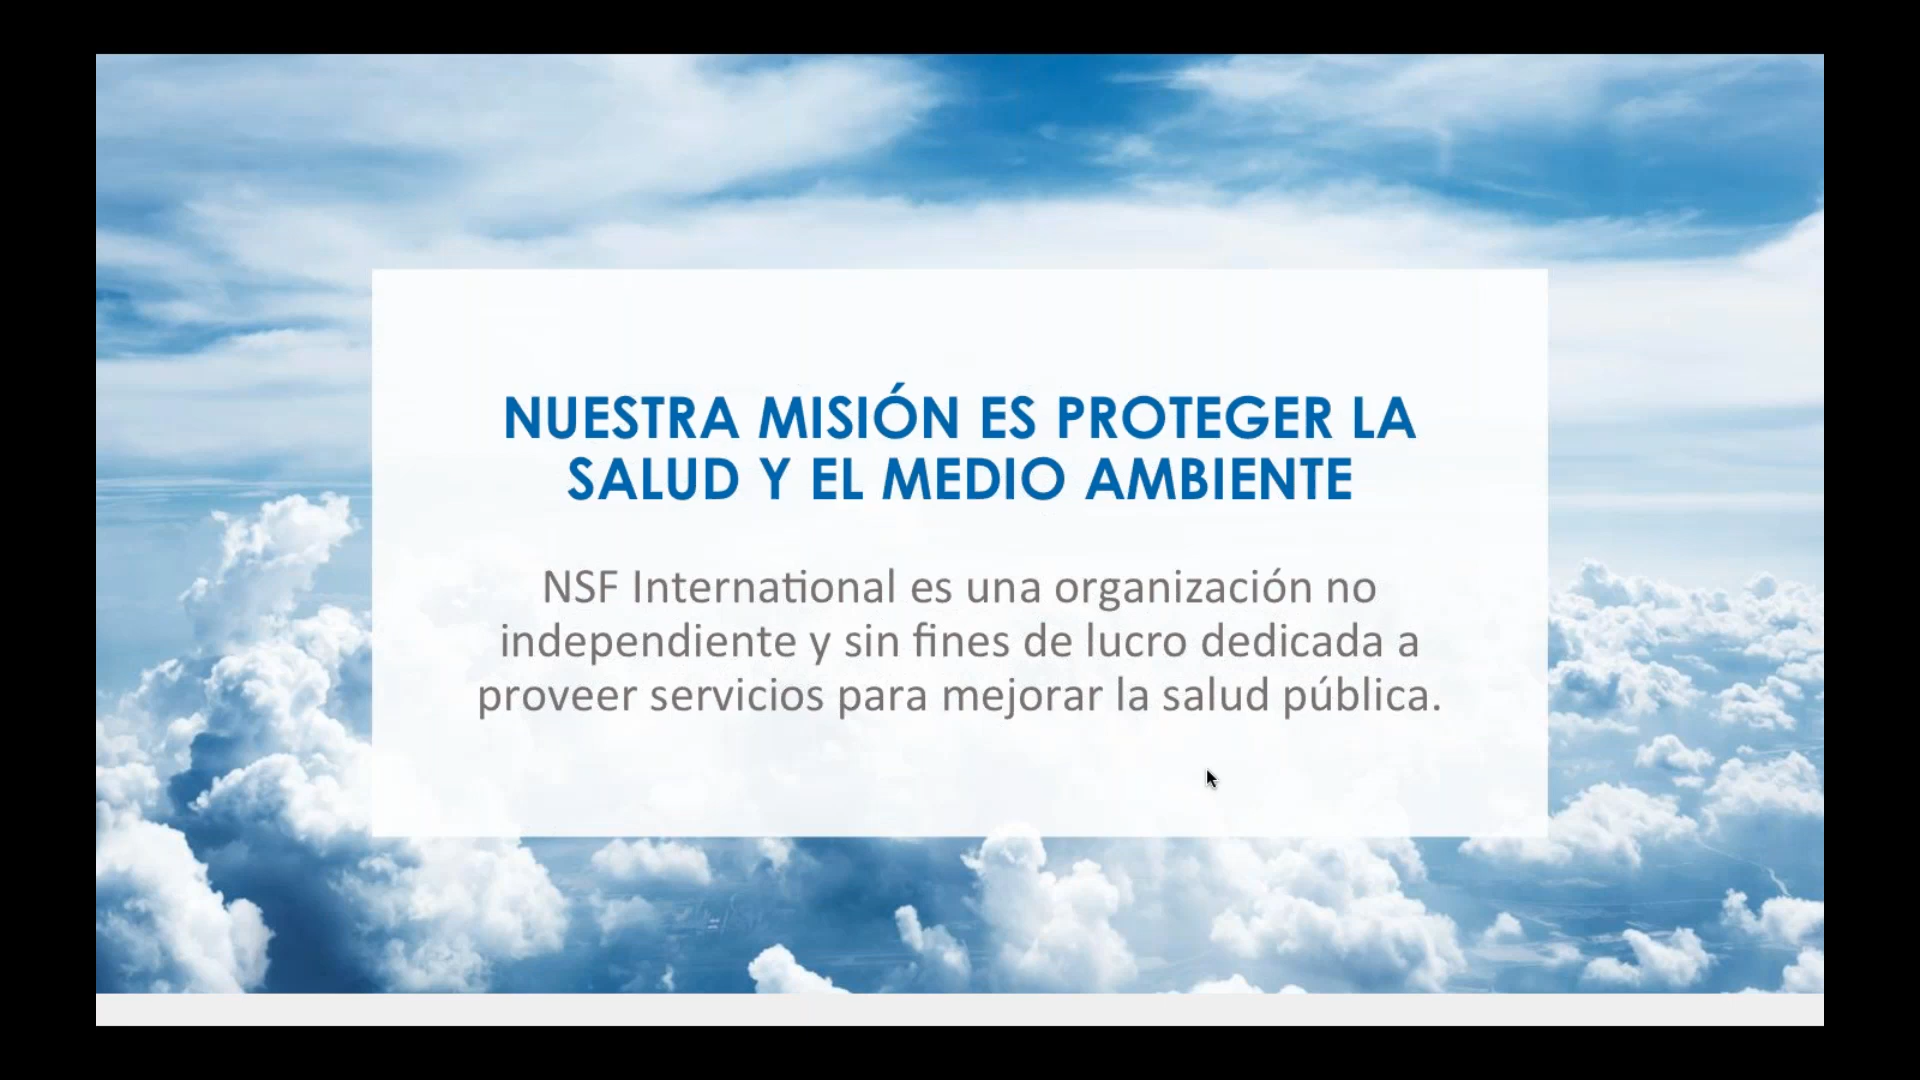 NUESTRA MISIÓN ES PROTEGER LA
SALUD Y EL MEDIO AMBIENTE
NSF International es una organización no
independiente y sin fines de lucro dedicada a
proveer servicios para mejorar la salud pública.